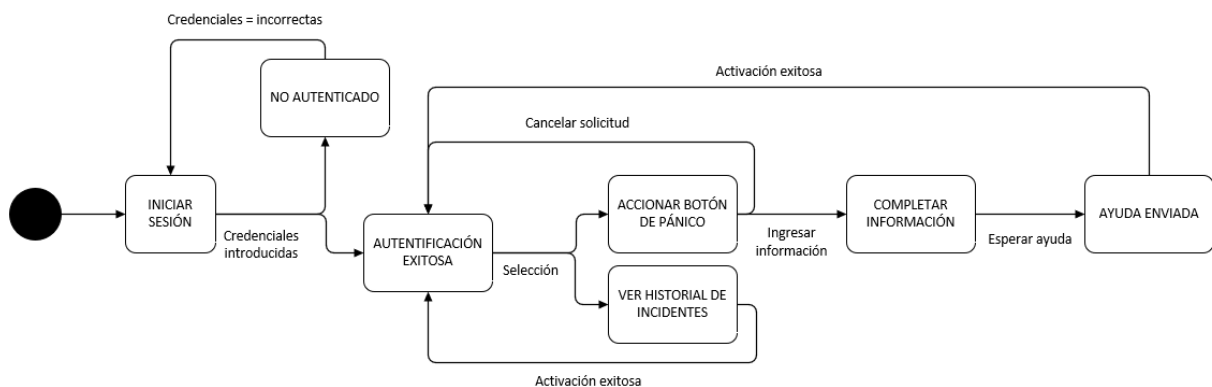 Credenciales = incorrectas
NO AUTENTICADO
Activación exitosa
Cancelar solicitud
INICIAR
SESIÓN
Credenciales
introducidas
AUTENTIFICACIÓN
EXITOSA
Selección
ACCIONAR BOTÓN
DE PÁNICO
Ingresar
información
COMPLETAR
INFORMACIÓN
Esperar ayuda
AYUDA ENVIADA
VER HISTORIAL DE
INCIDENTES
Activación exitosa